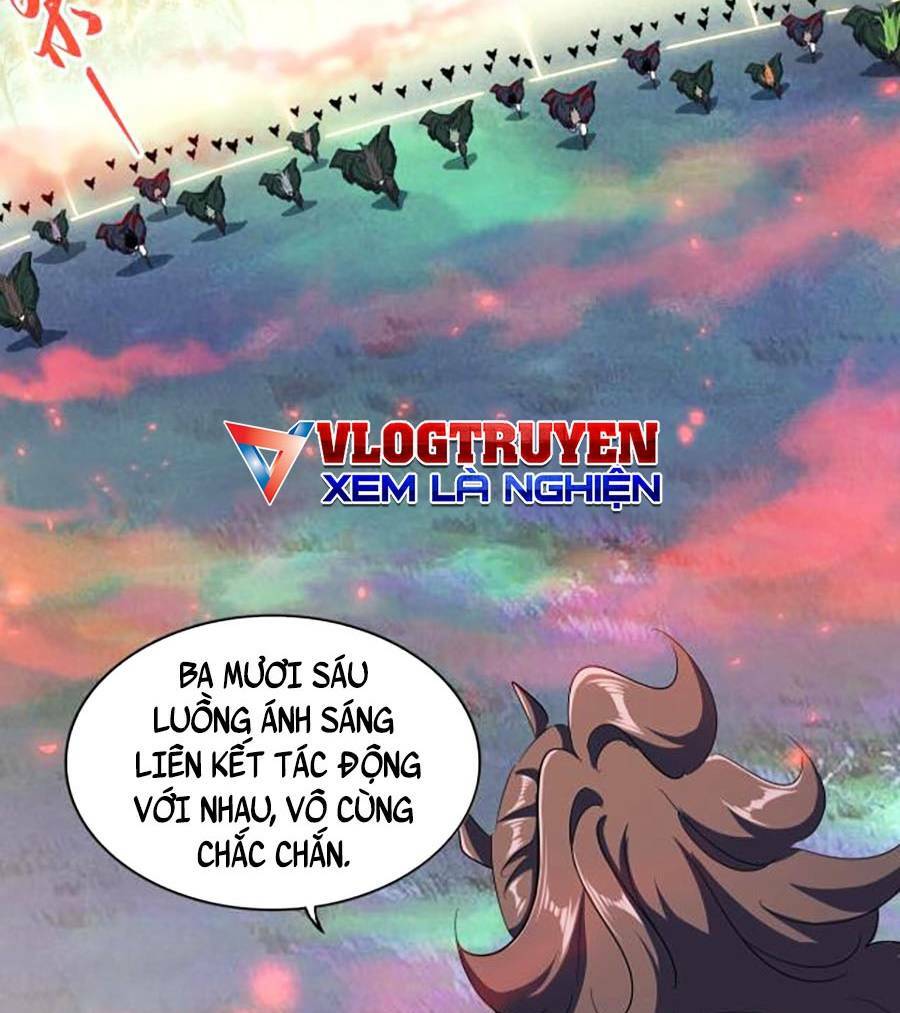 VLOGTRUYEN
XEM LÀ NGHIỆN
BA MƯƠI SÁU
LUỒNG ÁNH SÁNG
LIÊN KẾT TÁC ĐỘNG
VỚI NHAU, VÔ CÙNG
CHẮC CHẮN.